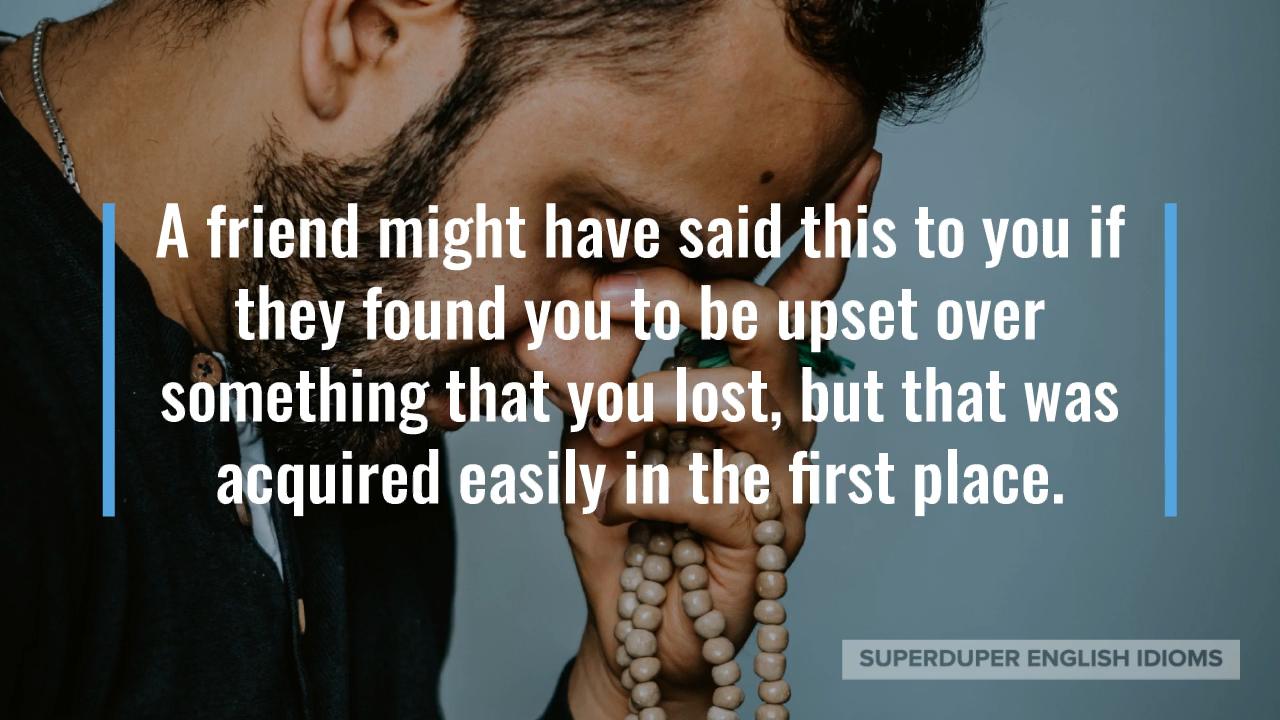 A friend might have said this to you if
they found you to be upset over
something that you lost, but that was
acquired easily in the first place.
SUPERDUPER ENGLISH IDIOMS